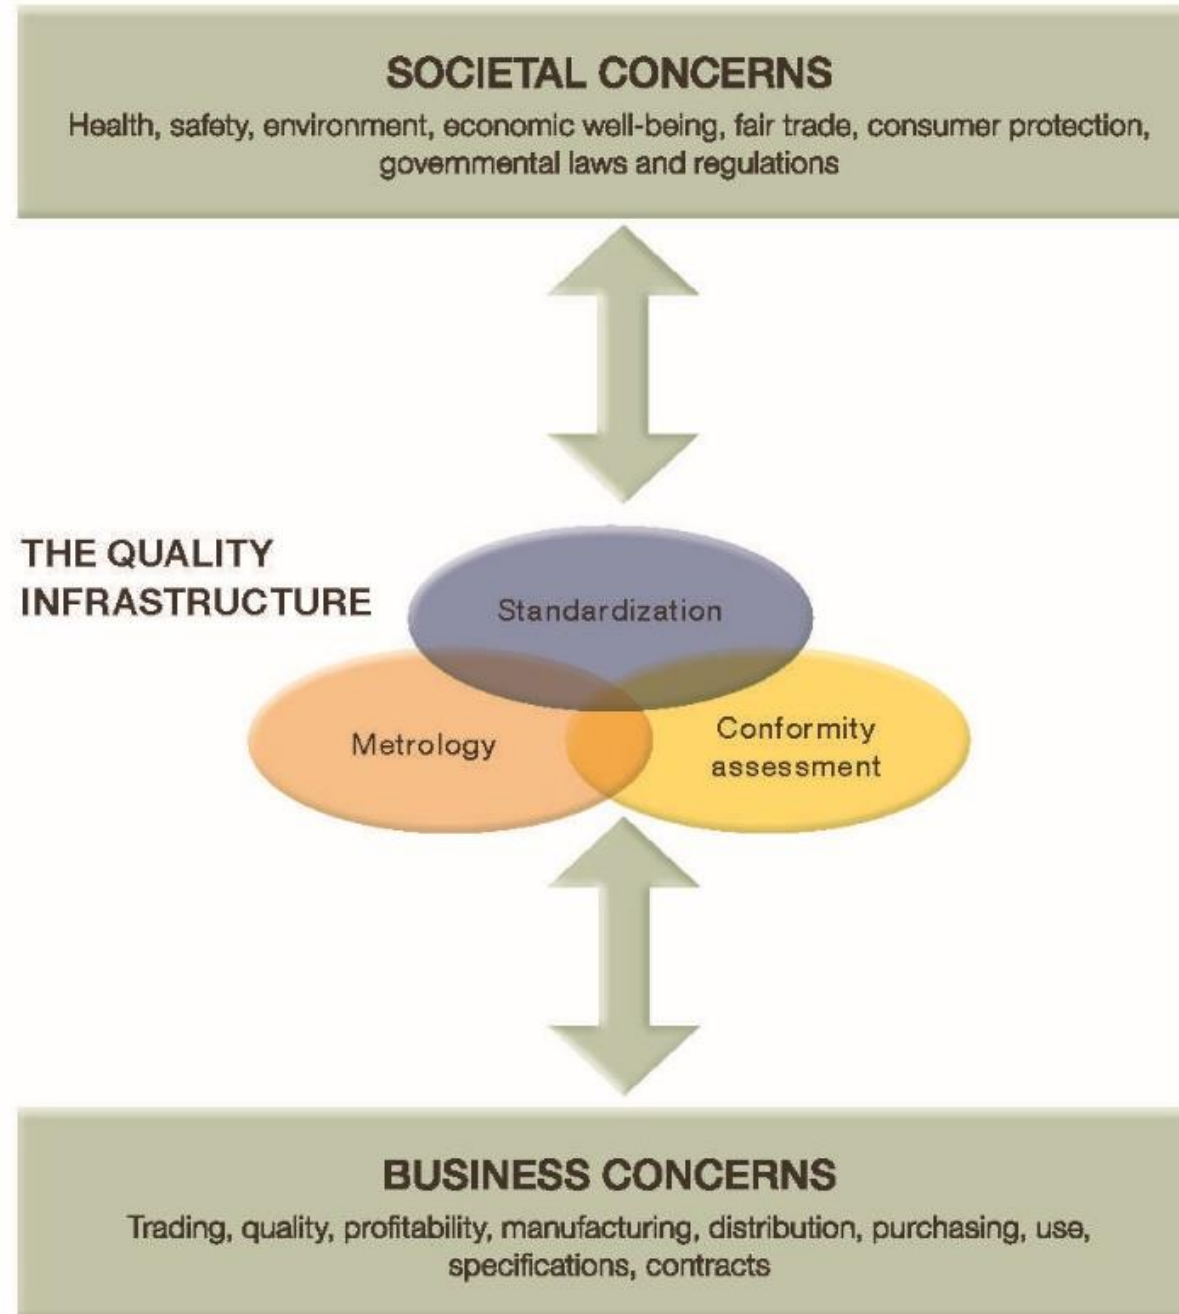 SOCIETAL CONCERNS
Health, safety, environment, economic well-being, fair trade, consumer protection,
governmental laws and regulations
THE QUALITY
INFRASTRUCTURE
Standardization
Metrology
Conformity
assessment
BUSINESS CONCERNS
Trading, quality, profitability, manufacturing, distribution, purchasing, use,
specifications, contracts